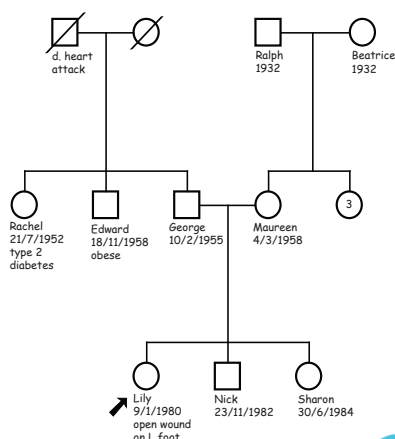 d. heart
attack
Ralph
1932
Beatrice
1932
3
Rachel
21/7/1952
type 2
diabetes
Edward
18/11/1958
obese
George
10/2/1955
Maureen
4/3/1958
Lily
9/1/1980
open wound
on L foot
Nick
23/11/1982
Sharon
30/6/1984